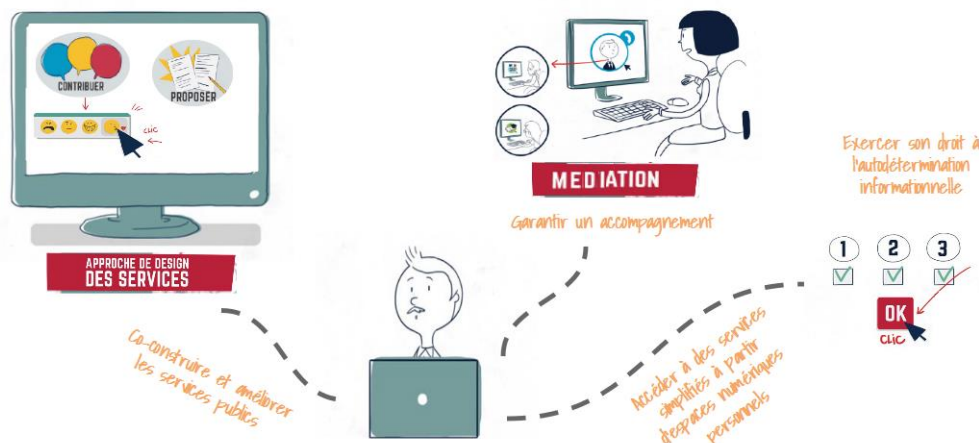 CONTRIBUER
PROPOSER
clic
APPROCHE DE DESIGN
DES SERVICES
Co-construire et améliorer
les services publics
MEDIATION
Garantir un accompagnement
Accéder à des services
simplifiés à partir
d'espaces numériques
personnels
Exercer son droit à
l'autodétermination
informationnelle
1 2 3
OK
CLIC